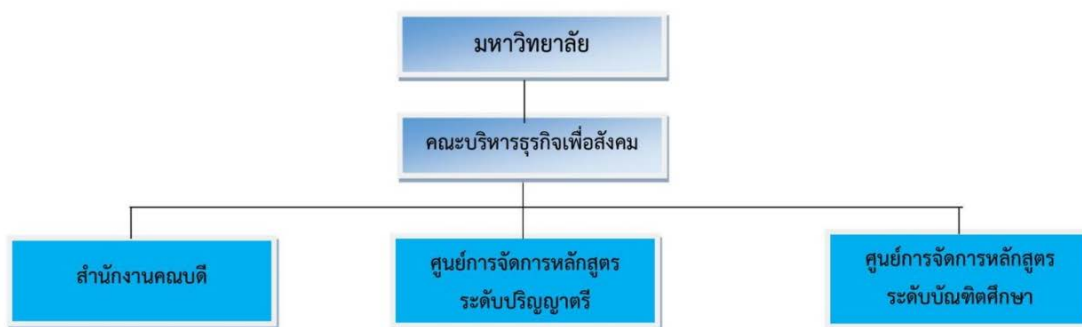 มหาวิทยาลัย
คณะบริหารธุรกิจเพื่อสังคม
สำนักงานคณบดี
ศูนย์การจัดการหลักสูตร
ระดับปริญญาตรี
ศูนย์การจัดการหลักสูตร
ระดับบัณฑิตศึกษา